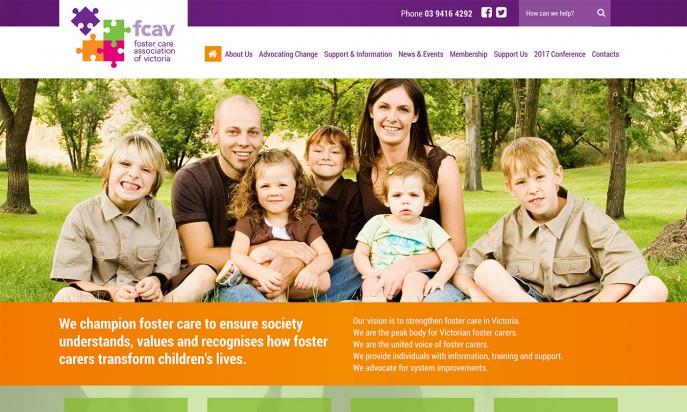 Phone 03 9416 4292
How can we help?
fcav
foster care
association
of victoria
About Us
Advocating Change
Support & Information
News & Events
Membership
Support Us
2017 Conference
Contacts
We champion foster care to ensure society
understands, values and recognises how foster
carers transform children's lives.
Our vision is to strengthen foster care in Victoria.
We are the peak body for Victorian foster carers.
We are the united voice of foster carers.
We provide individuals with information, training and support.
We advocate for system improvements.